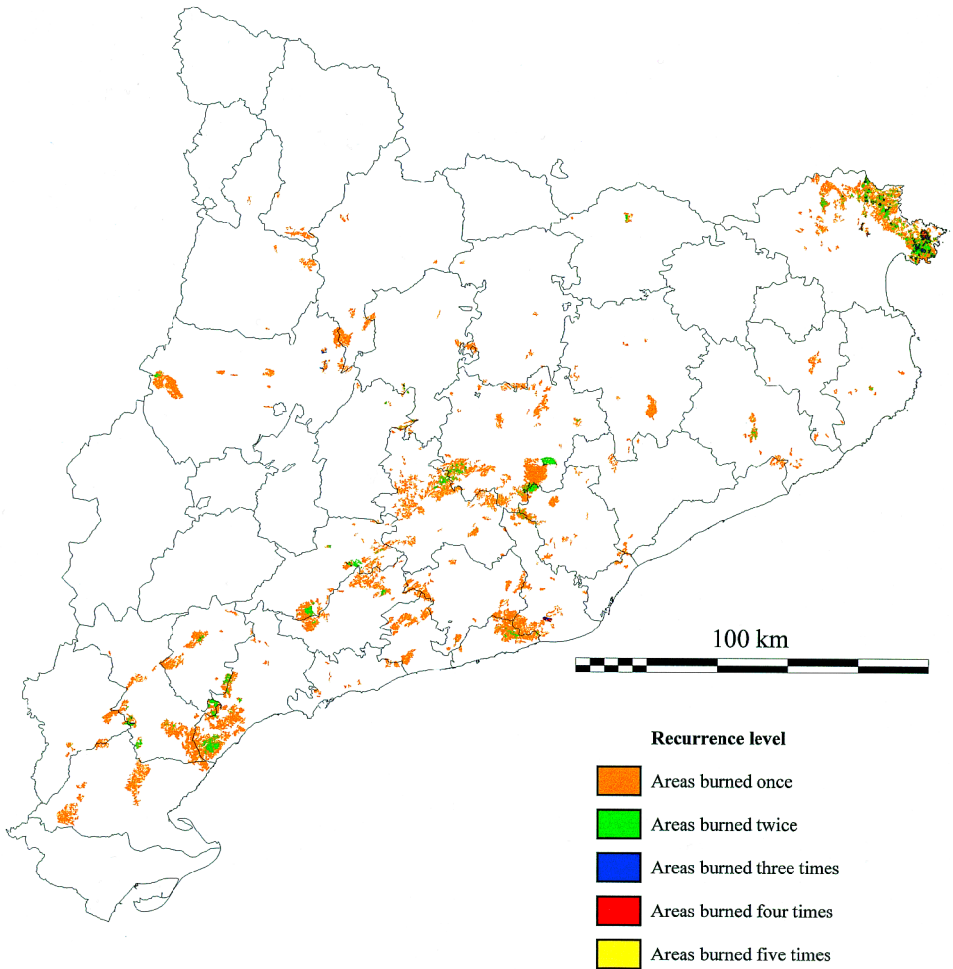 100 km
Recurrence level
Areas burned once
Areas burned twice
Areas burned three times
Areas burned four times
Areas burned five times